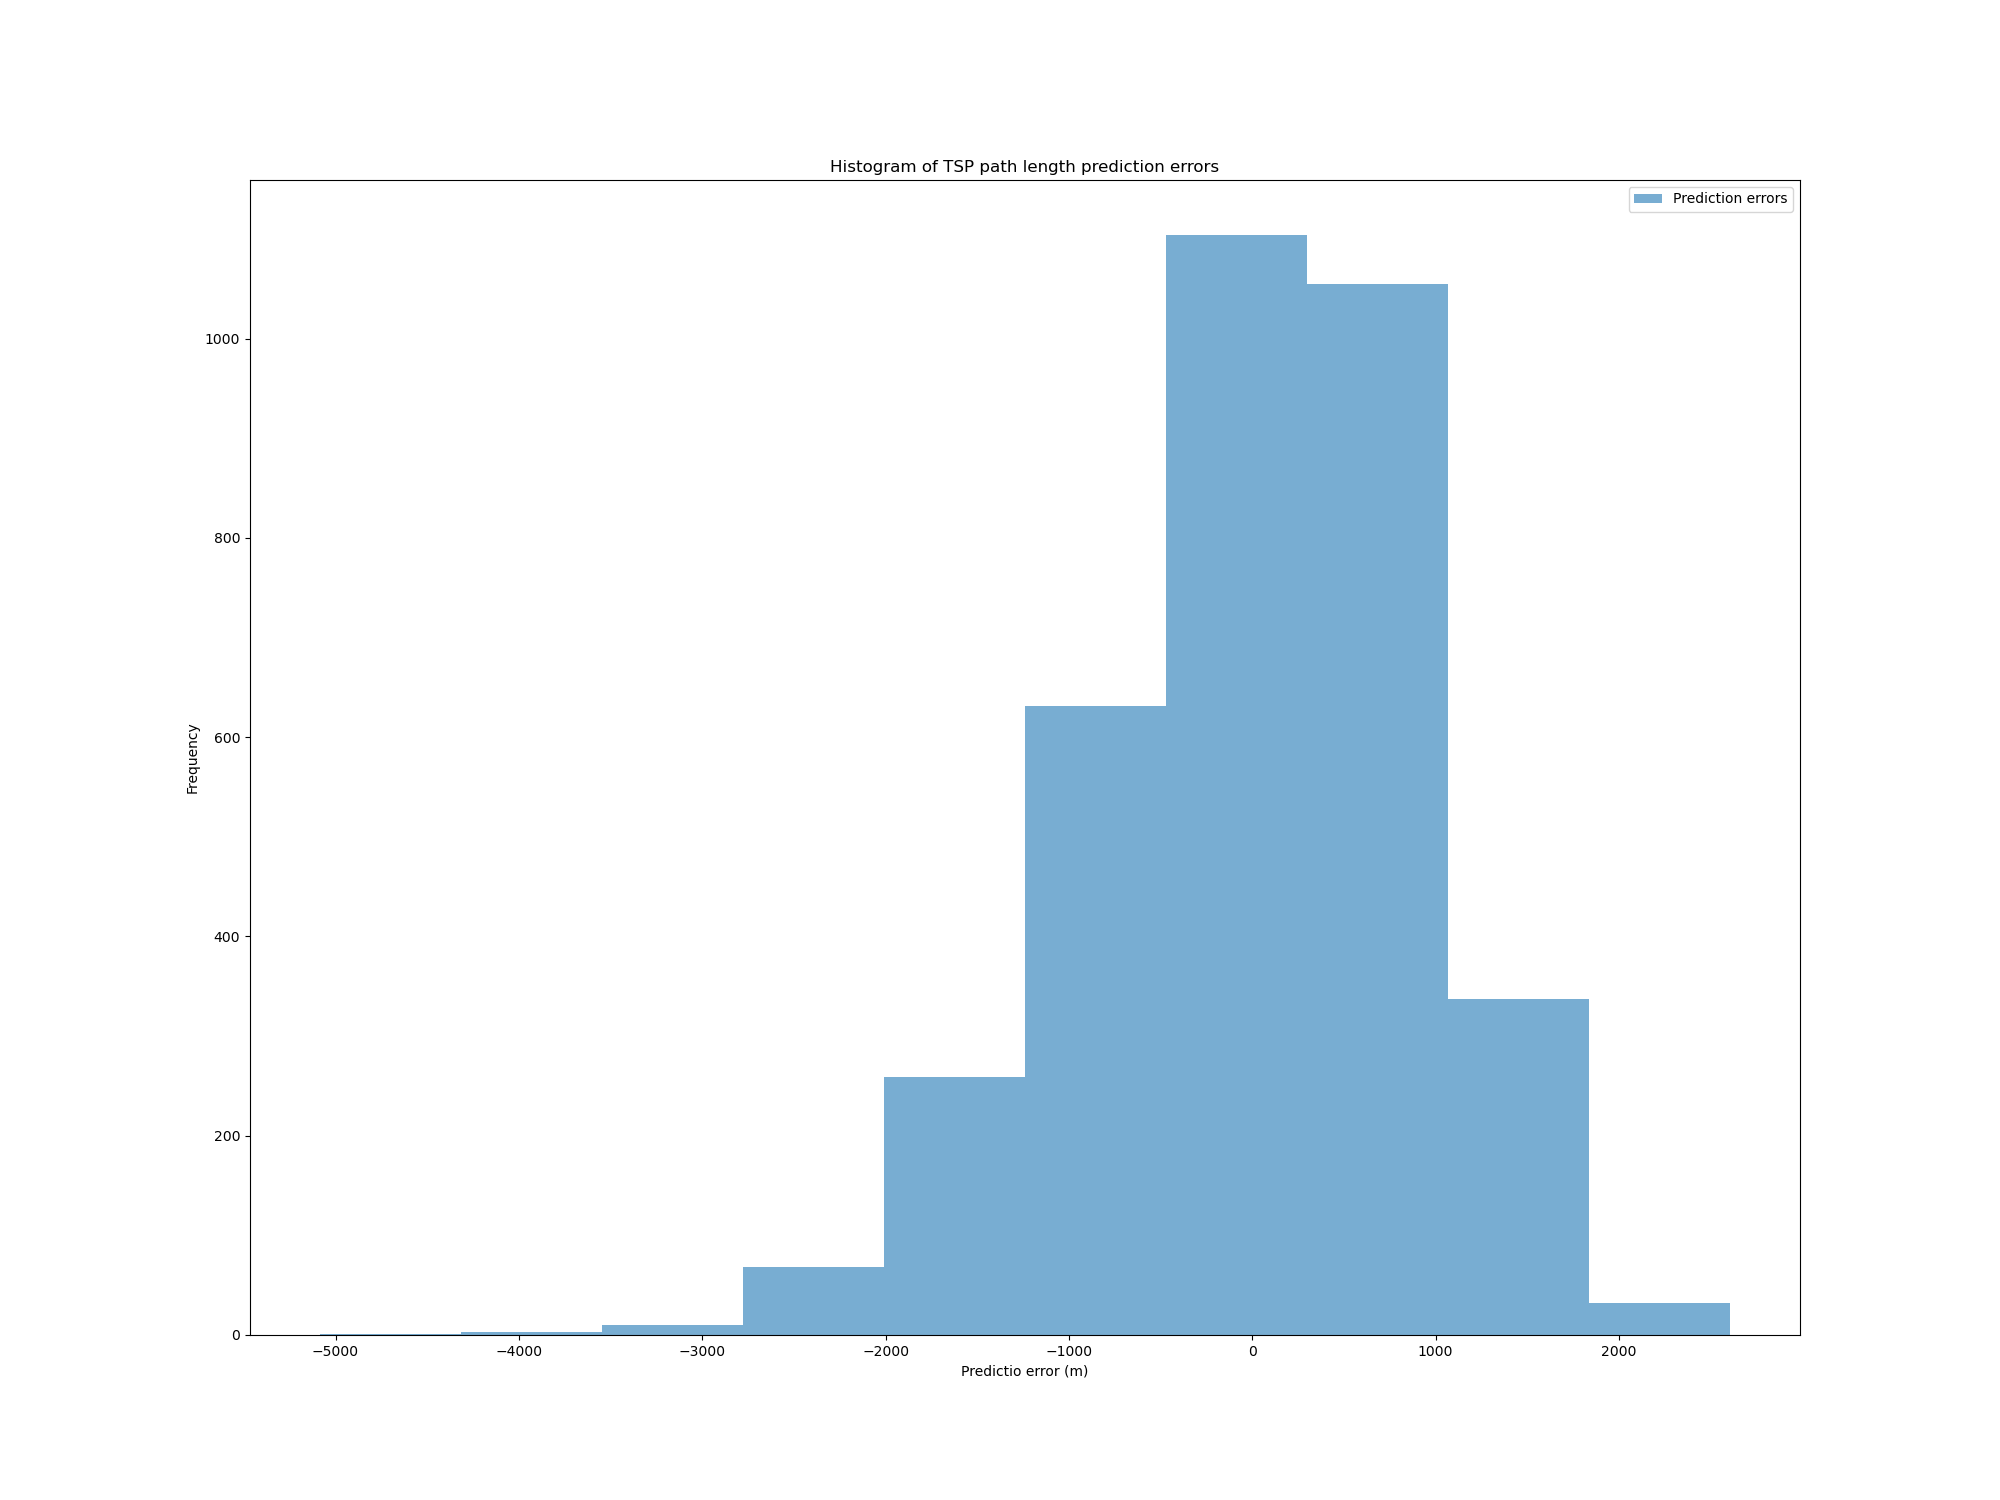 Histogram of TSP path length prediction errors
Prediction errors
1000
800
600
400
200
0
Frequency
−5000 −4000 −3000 −2000 −1000 0 1000 2000
Predictio error (m)